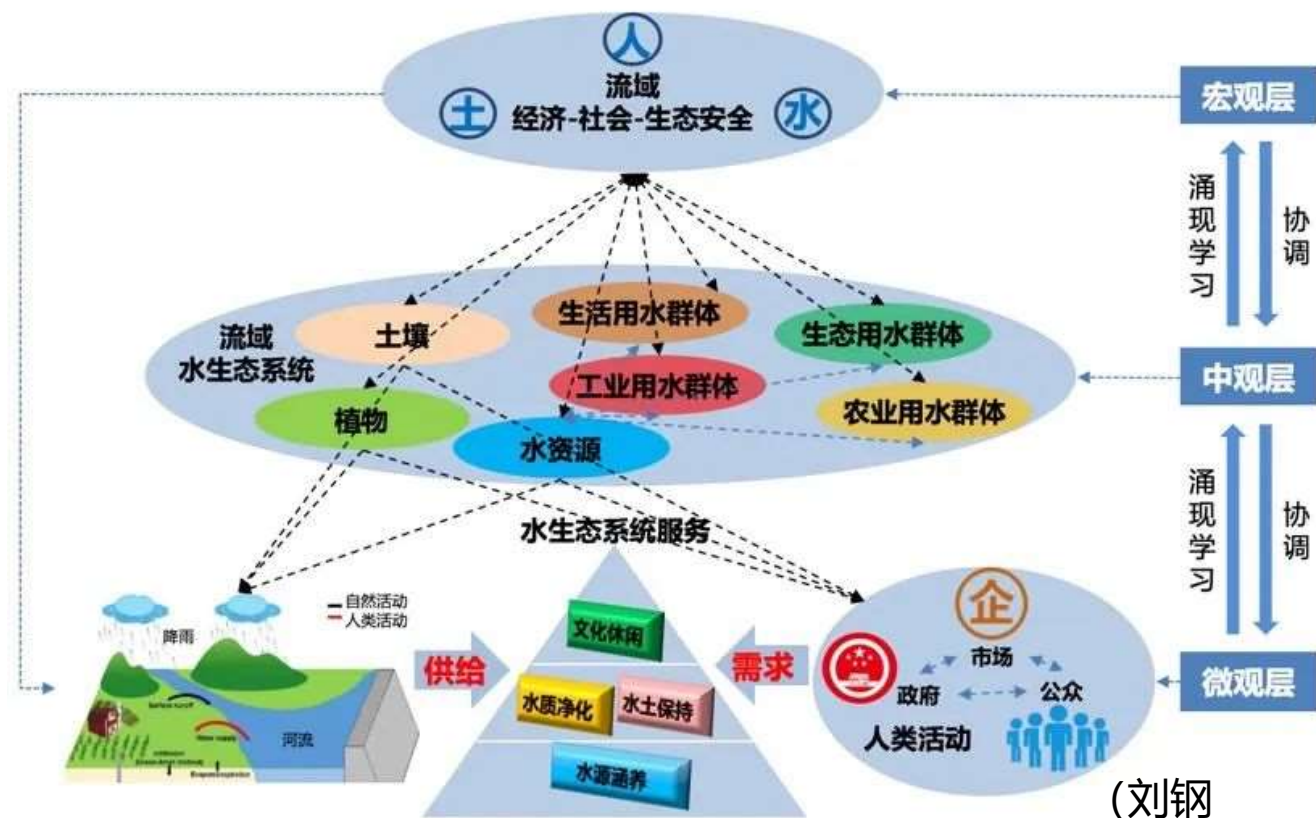 人
流域
土
经济-社会-生态安全
水
宏观层
涌现学习
协调
流域
水生态系统
土壤
生活用水群体
生态用水群体
工业用水群体
中观层
植物
水资源
农业用水群体
涌现学习
协调
水生态系统服务
自然活动
人类活动
降雨
Surface runoff
Water supply
河流
供给
文化休闲
水质净化
水土保持
水源涵养
需求
企
市场
政府
公众
人类活动
微观层
(刘钢